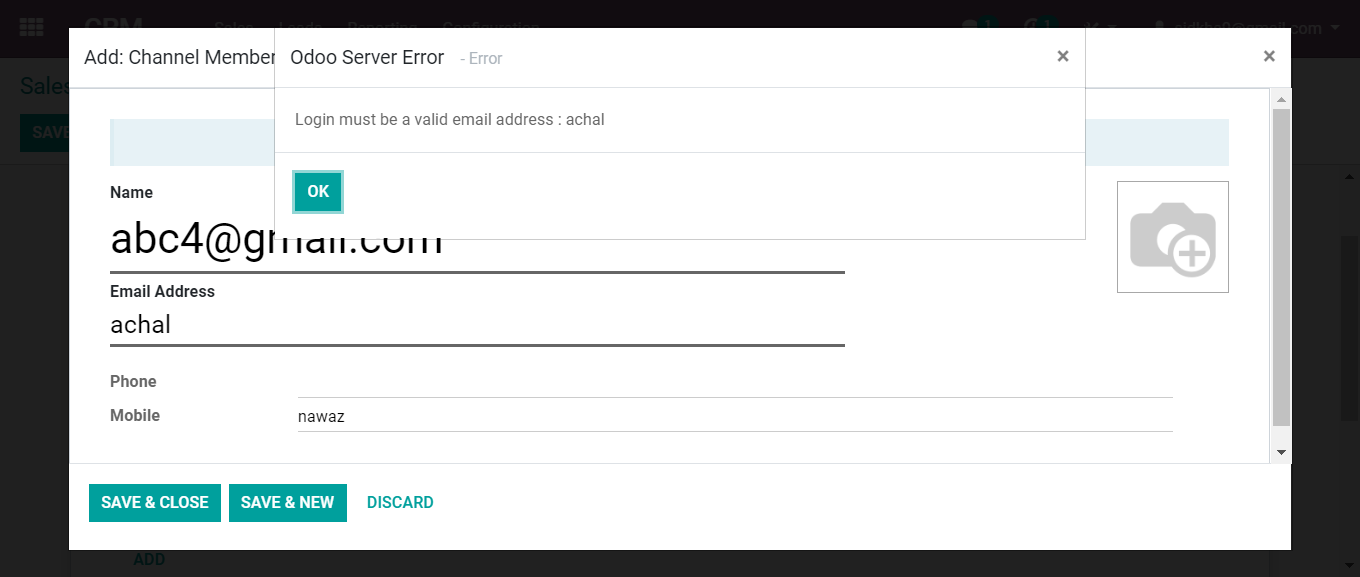 CRM Sales Leads Reporting Configuration 1 1
Add: Channel Member Odoo Server Error - Error × ×
Sales
SAVE
Login must be a valid email address : achal
OK
Name
abc4@gmail.com
Email Address
achal
Phone
Mobile nawaz
SAVE & CLOSE SAVE & NEW DISCARD
ADD